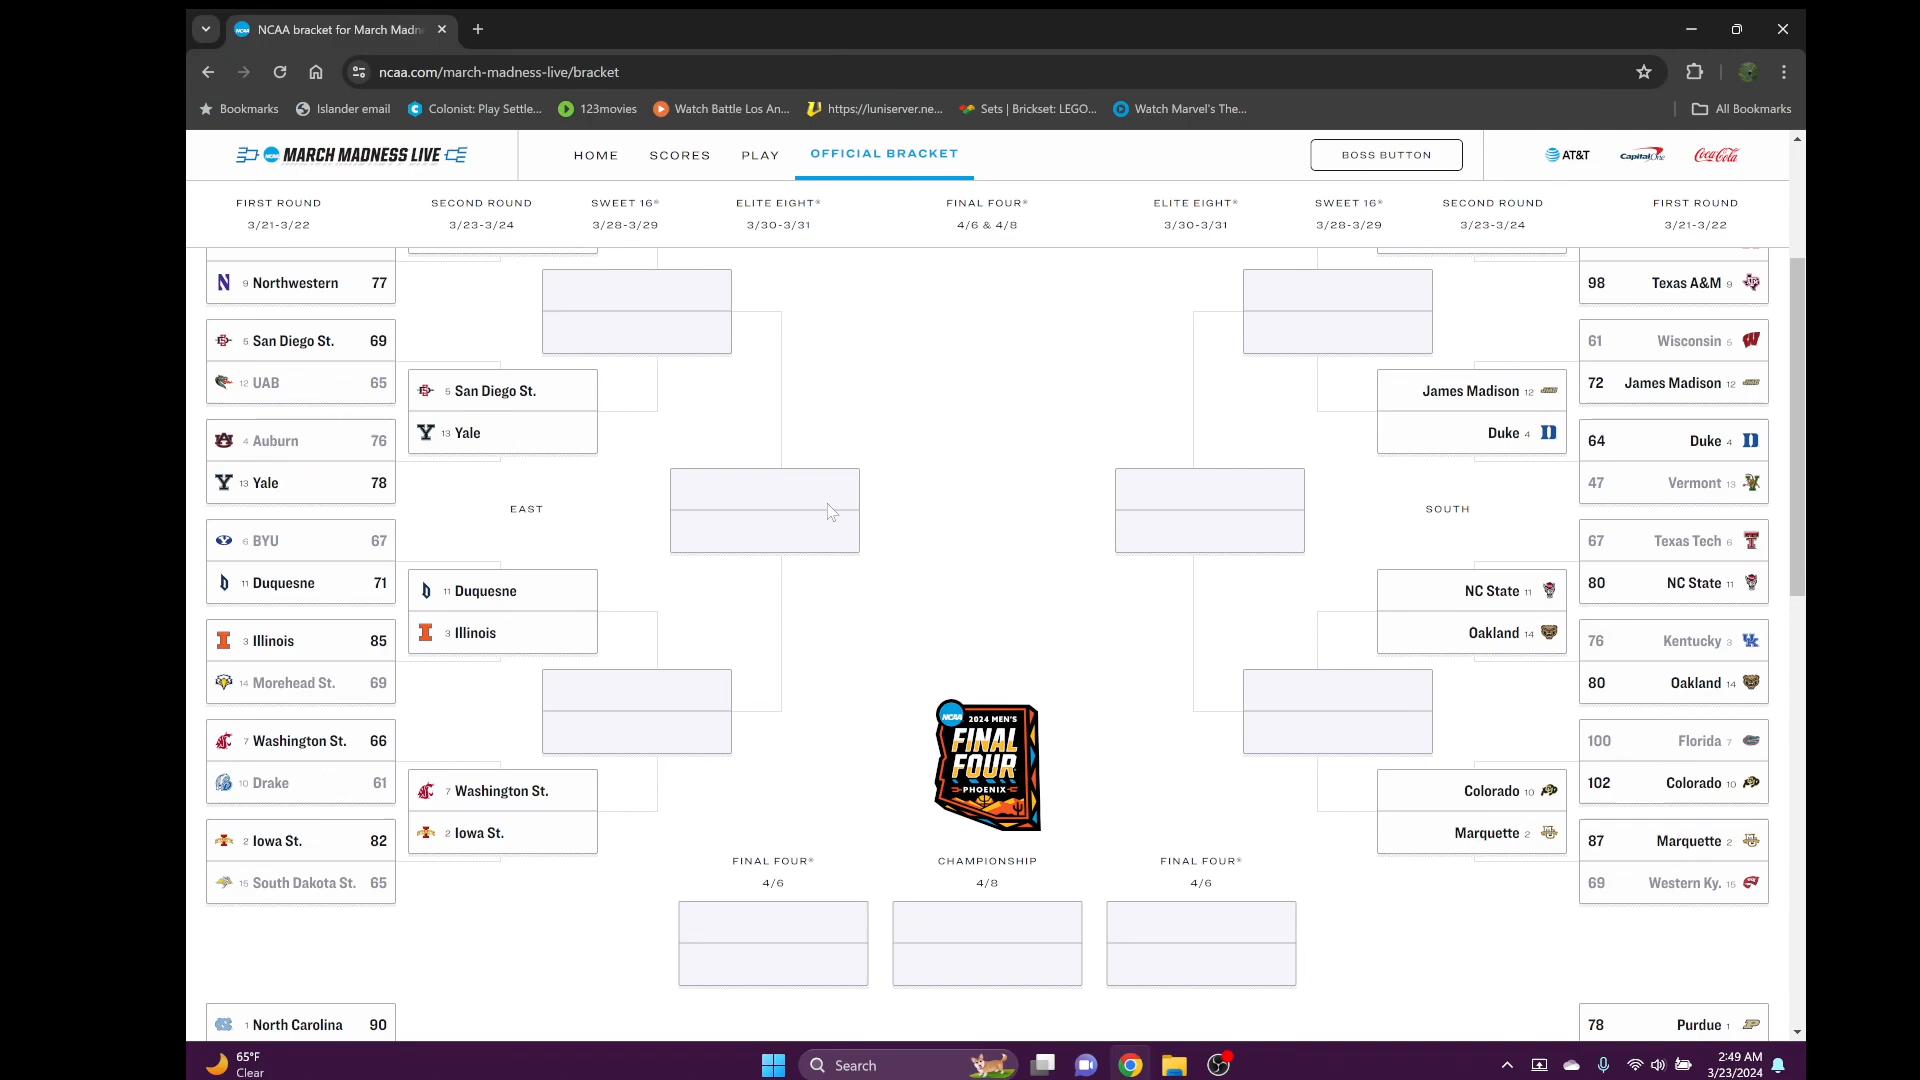 NCAA bracket for March Madn
ncaa.com/march-madness-live/bracket
Bookmarks
Islander email
Colonist: Play Settle...
123movies
Watch Battle Los An...
https://luniserver.ne...
Sets | Brickset: LEGO...
Watch Marvel's The...
All Bookmarks
NCAA MARCH MADNESS LIVE
HOME
SCORES
PLAY
OFFICIAL BRACKET
BOSS BUTTON
AT&T
Capital One
Coca-Cola
FIRST ROUND
3/21-3/22
SECOND ROUND
3/23-3/24
SWEET 16®
3/28-3/29
ELITE EIGHT®
3/30-3/31
FINAL FOUR®
4/6 & 4/8
ELITE EIGHT®
3/30-3/31
SWEET 16®
3/28-3/29
SECOND ROUND
3/23-3/24
FIRST ROUND
3/21-3/22
9 Northwestern 77
5 San Diego St. 69
12 UAB 65
4 Auburn 76
13 Yale 78
6 BYU 67
11 Duquesne 71
3 Illinois 85
14 Morehead St. 69
7 Washington St. 66
10 Drake 61
2 Iowa St. 82
15 South Dakota St. 65
1 North Carolina 90
5 San Diego St.
13 Yale
EAST
11 Duquesne
3 Illinois
7 Washington St.
2 Iowa St.
NCAA 2024 MEN'S
FINAL
FOUR
PHOENIX
FINAL FOUR®
4/6
CHAMPIONSHIP
4/8
FINAL FOUR®
4/6
James Madison 12
Duke 4
SOUTH
NC State 11
Oakland 14
Colorado 10
Marquette 2
98 Texas A&M 9
61 Wisconsin 5
72 James Madison 12
64 Duke 4
47 Vermont 13
67 Texas Tech 6
80 NC State 11
76 Kentucky 3
80 Oakland 14
100 Florida 7
102 Colorado 10
87 Marquette 2
69 Western Ky. 15
78 Purdue 1
65°F
Clear
Search
2:49 AM
3/23/2024